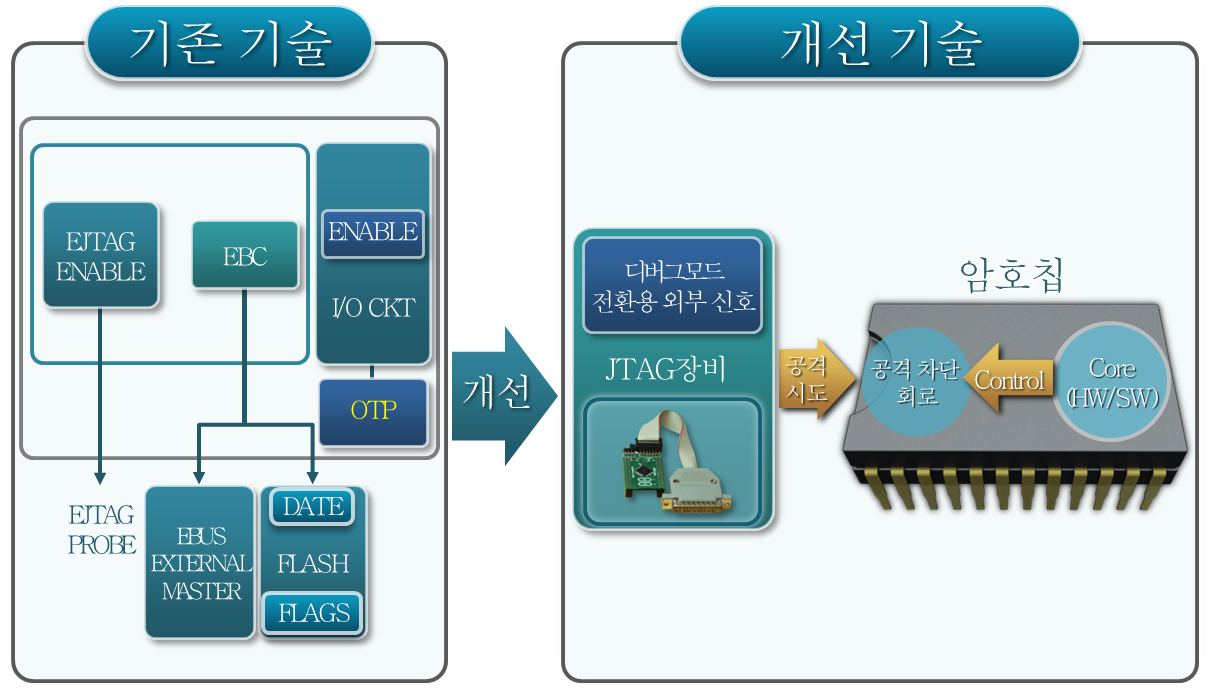 기존 기술
EJTAG
ENABLE
EBC
ENABLE
I/O CKT
OTP
EJTAG
PROBE
EBUS
EXTERNAL
MASTER
DATE
FLASH
FLAGS
개선
개선 기술
디버그모드
전환용 외부 신호
JTAG장비
공격
시도
암호칩
공격 차단
회로
Control
Core
(HW/SW)